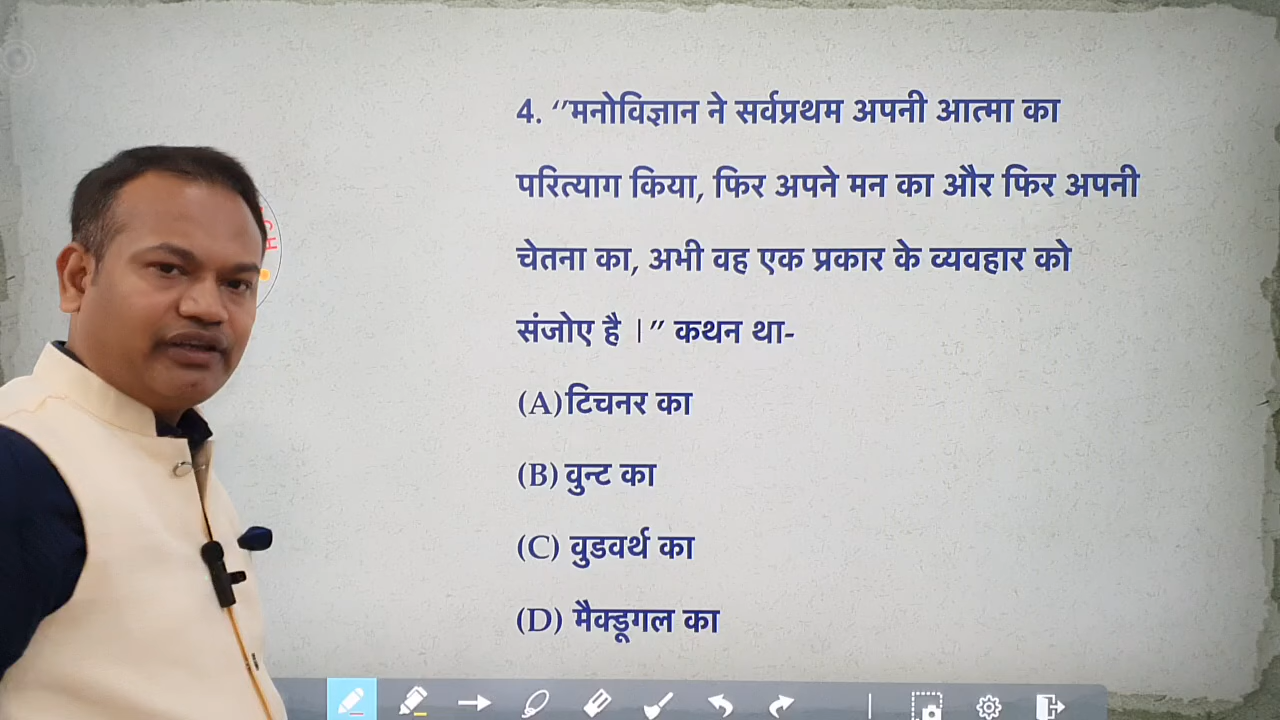 4. “मनोविज्ञान ने सर्वप्रथम अपनी आत्मा का
परित्याग किया, फिर अपने मन का और फिर अपनी
चेतना का, अभी वह एक प्रकार के व्यवहार को
संजोए है |” कथन था-
(A)टिचनर का
(B) वुन्ट का
(C) वुडवर्थ का
(D) मैक्डूगल का